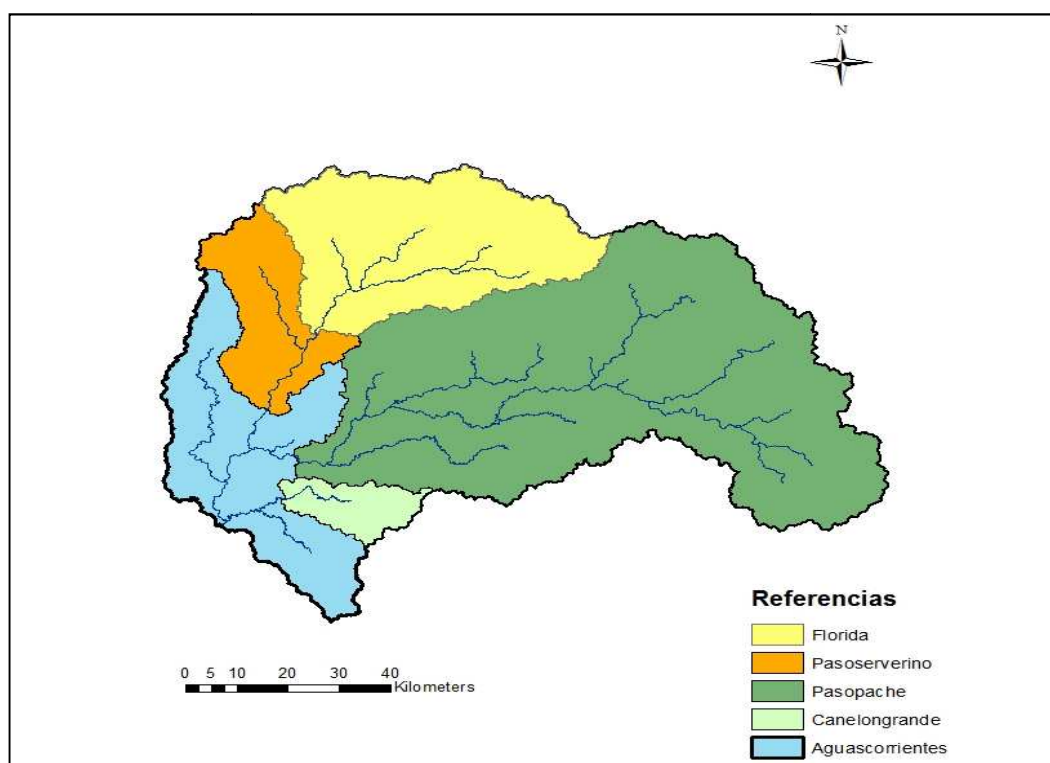 N
Referencias
Florida
Pasoserverino
Pasopache
Canelongrande
Aguascorrientes
0 5 10 20 30 40
Kilometers